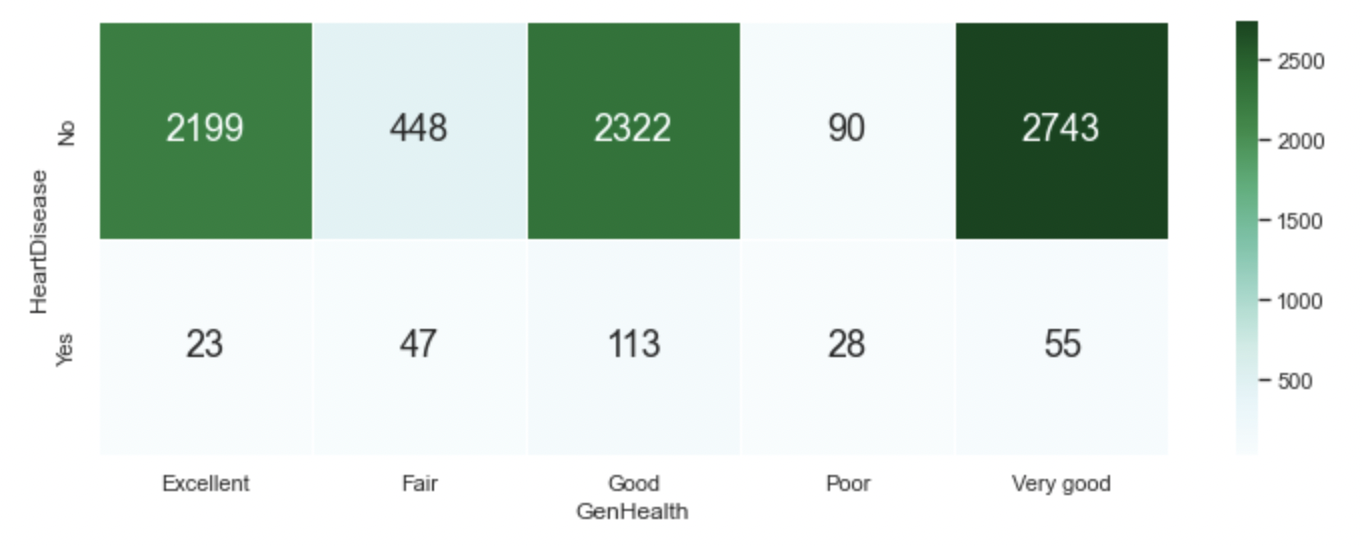 2199 448 2322 90 2743
23 47 113 28 55
No
Yes
HeartDisease
Excellent Fair Good Poor Very good
GenHealth
2500
2000
1500
1000
500